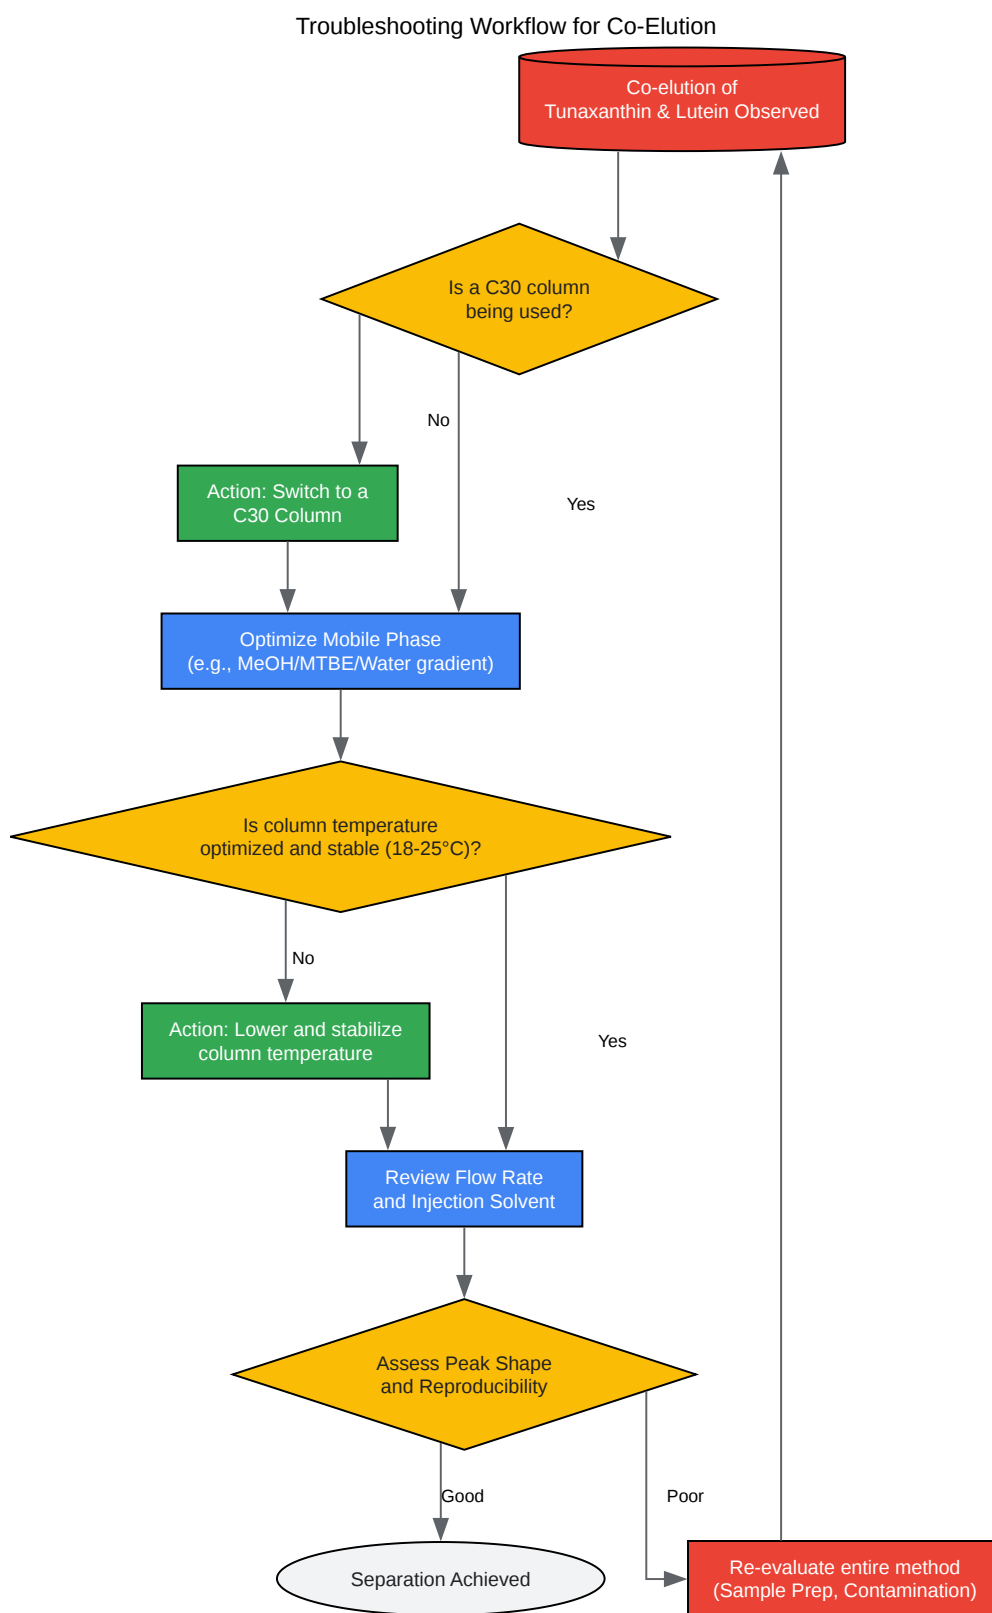 Troubleshooting Workflow for Co-Elution
Co-elution of
Tunaxanthin & Lutein Observed
Is a C30 column
being used?
No
Yes
Action: Switch to a
C30 Column
Optimize Mobile Phase
(e.g., MeOH/MTBE/Water gradient)
Is column temperature
optimized and stable (18-25°C)?
No
Yes
Action: Lower and stabilize
column temperature
Review Flow Rate
and Injection Solvent
Assess Peak Shape
and Reproducibility
Good
Poor
Separation Achieved
Re-evaluate entire method
(Sample Prep, Contamination)